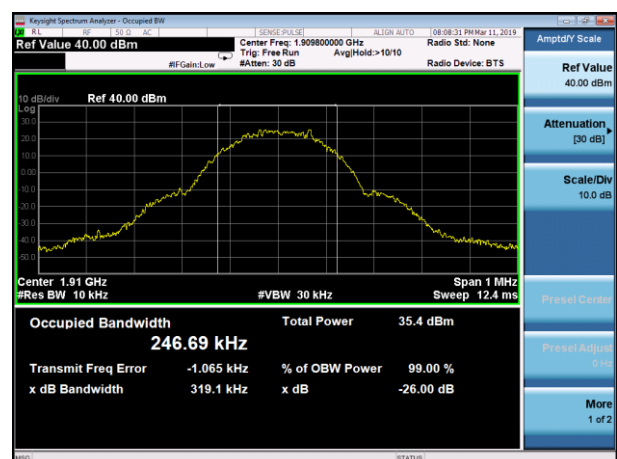 Keysight Spectrum Analyzer - Occupied BW
RL RF 50 Ω AC SENSE:PULSE ALIGN AUTO 08:08:31 PM Mar 11, 2019
Ref Value 40.00 dBm
Center Freq: 1.909800000 GHz
Radio Std: None
Trig: Free Run Avg|Hold:>10/10
#IFGain:Low #Atten: 30 dB Radio Device: BTS
10 dB/div Ref 40.00 dBm
Log
30.0
20.0
10.0
0.00
-10.0
-20.0
-30.0
-40.0
-50.0
Center 1.91 GHz Span 1 MHz
#Res BW 10 kHz #VBW 30 kHz Sweep 12.4 ms
Occupied Bandwidth Total Power 35.4 dBm
246.69 kHz
Transmit Freq Error -1.065 kHz % of OBW Power 99.00 %
x dB Bandwidth 319.1 kHz x dB -26.00 dB
MSG STATUS
Amptd/Y Scale
Ref Value
40.00 dBm
Attenuation
[30 dB]
Scale/Div
10.0 dB
Presel Center
Presel Adjust
0 Hz
More
1 of 2